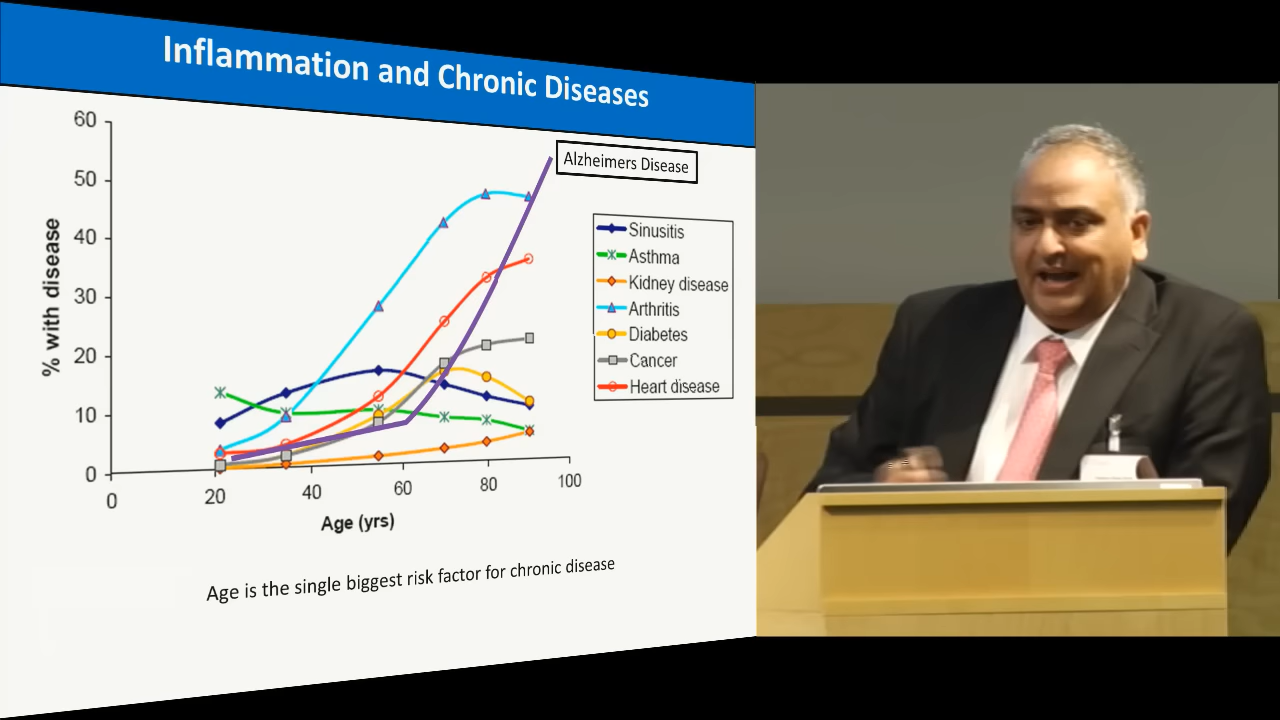 Inflammation and Chronic Diseases
60
50
40
30
20
10
0
% with disease
0
20
40
60
80
100
Age (yrs)
Alzheimers Disease
Sinusitis
Asthma
Kidney disease
Arthritis
Diabetes
Cancer
Heart disease
Age is the single biggest risk factor for chronic disease